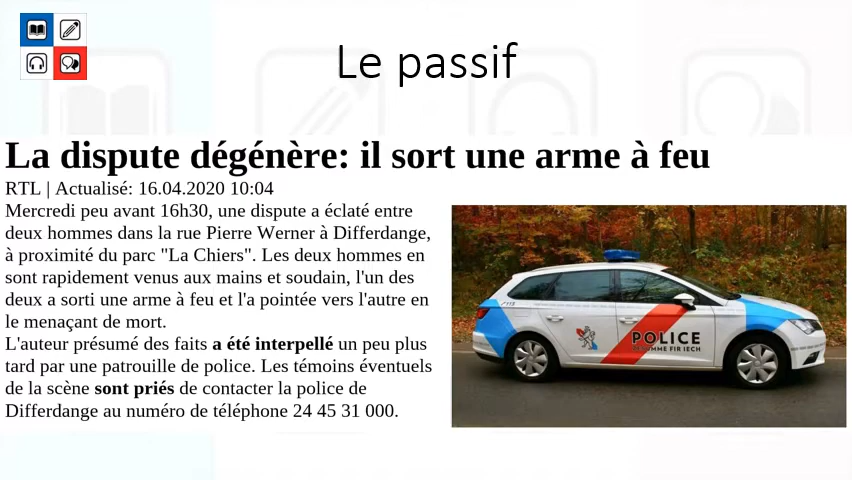 Le passif
La dispute dégénère: il sort une arme à feu
RTL | Actualisé: 16.04.2020 10:04
Mercredi peu avant 16h30, une dispute a éclaté entre
deux hommes dans la rue Pierre Werner à Differdange,
à proximité du parc "La Chiers". Les deux hommes en
sont rapidement venus aux mains et soudain, l'un des
deux a sorti une arme à feu et l'a pointée vers l'autre en
le menaçant de mort.
L'auteur présumé des faits a été interpellé un peu plus
tard par une patrouille de police. Les témoins éventuels
de la scène sont priés de contacter la police de
Differdange au numéro de téléphone 24 45 31 000.
POLICE